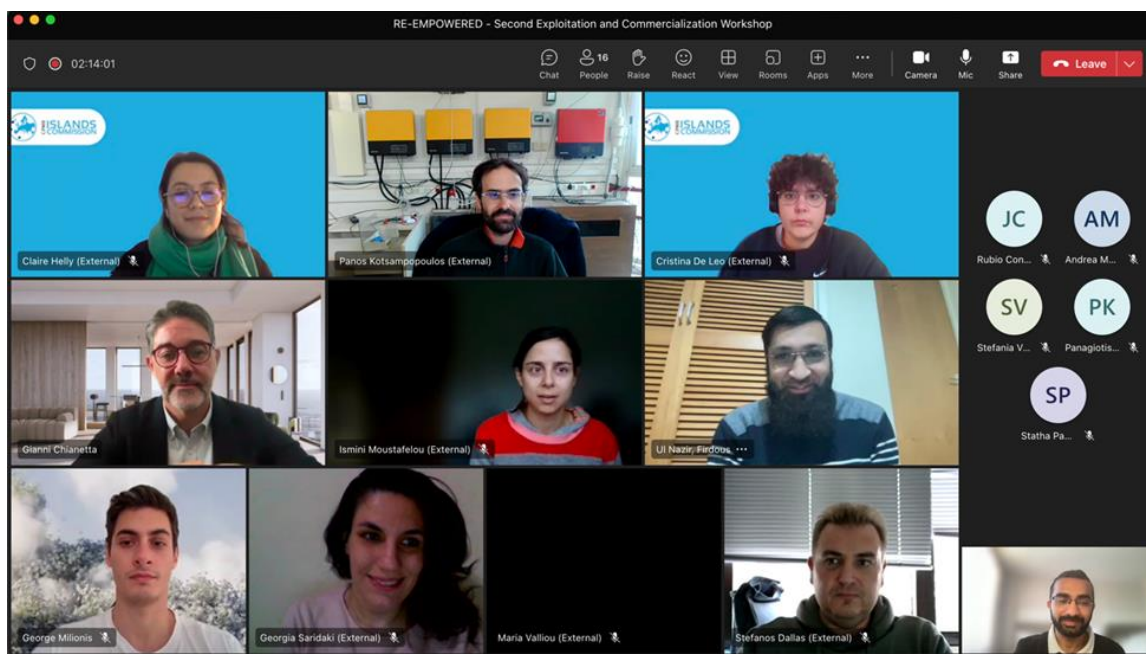 RE-EMPOWERED - Second Exploitation and Commercialization Workshop
02:14:01
16
Chat People Raise React View Rooms Apps More Camera Mic Share Leave
ISLANDS
COMMISSION
ISLANDS
COMMISSION
Claire Helly (External)
Panos Kotsampopoulos (External)
Cristina De Leo (External)
JC
AM
Rubio Con...
Andrea M...
SV
PK
Stefania V...
Panagiotis...
SP
Statha Pa...
Gianni Chianetta
Ismini Moustafelou (External)
Ul Nazir, Firdous ...
George Milionis
Georgia Saridaki (External)
Maria Valliou (External)
Stefanos Dallas (External)